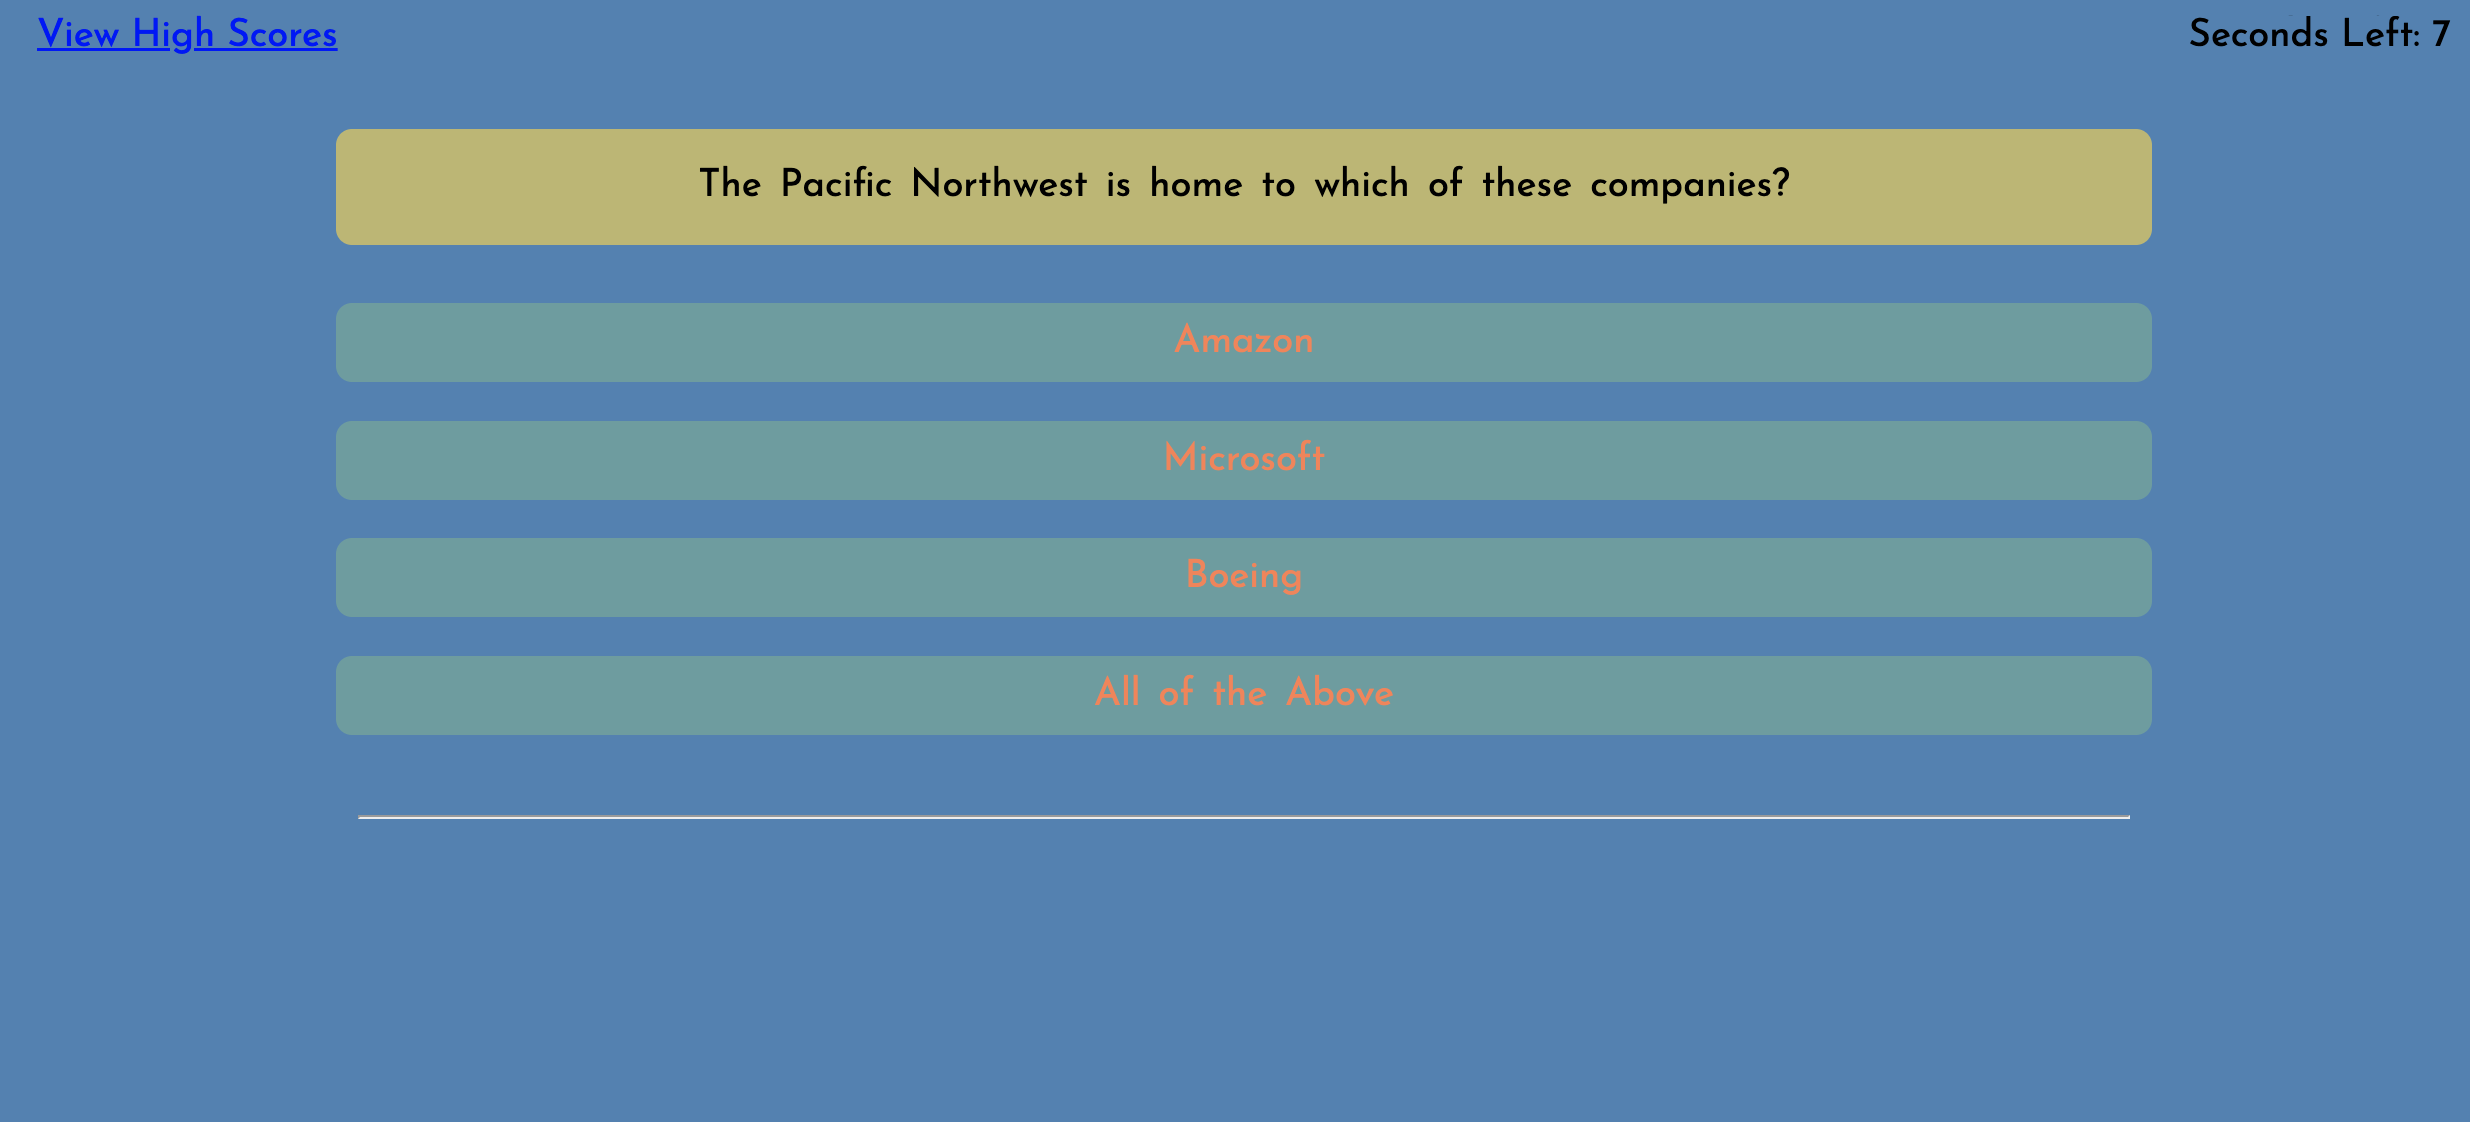 View High Scores
Seconds Left: 7
The Pacific Northwest is home to which of these companies?
Amazon
Microsoft
Boeing
All of the Above